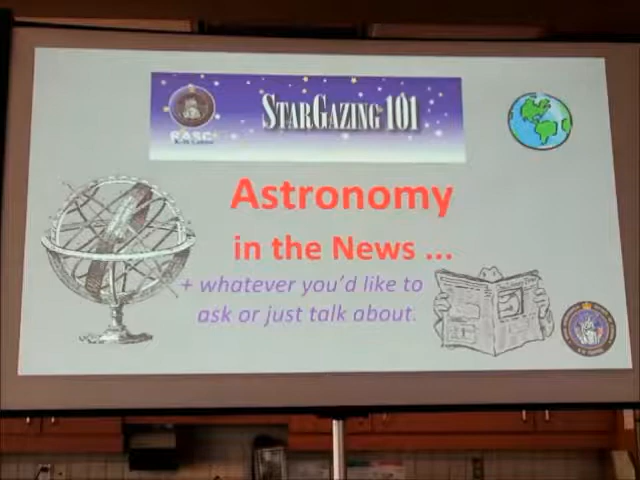 STARGAZING 101
RASC
Astronomy
in the News ...
+ whatever you'd like to
ask or just talk about.